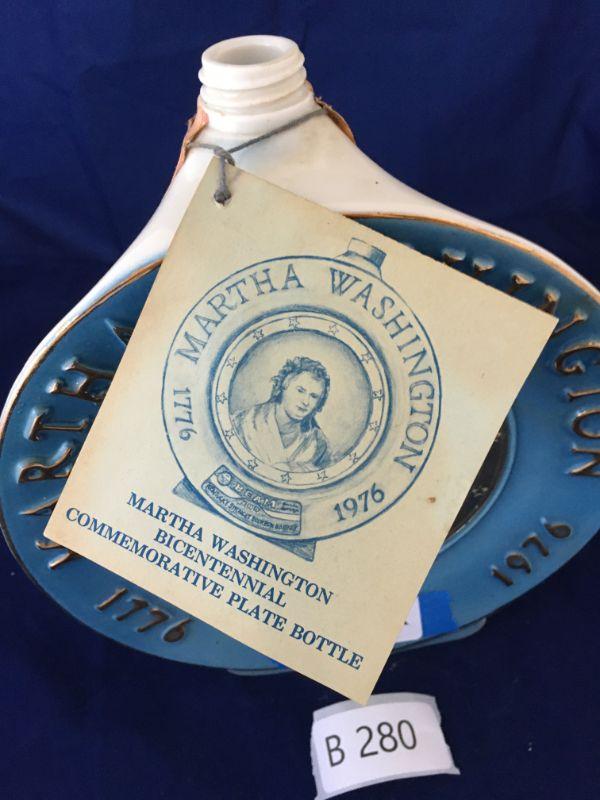 MARTHA WASHINGTON
1776
1976
MARTHA WASHINGTON
BICENTENNIAL
COMMEMORATIVE PLATE BOTTLE
1776
1976
B 280